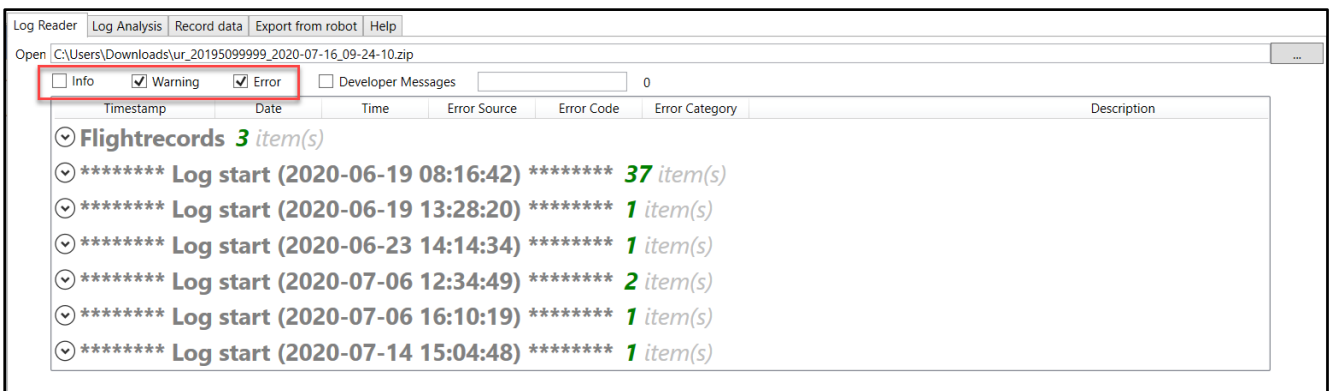 Log Reader Log Analysis Record data Export from robot Help
Open C:\Users\Downloads\ur_20195099999_2020-07-16_09-24-10.zip ...
Info Warning Error Developer Messages 0
Timestamp Date Time Error Source Error Code Error Category Description
Flightrecords 3 item(s)
******** Log start (2020-06-19 08:16:42) ******** 37 item(s)
******** Log start (2020-06-19 13:28:20) ******** 1 item(s)
******** Log start (2020-06-23 14:14:34) ******** 1 item(s)
******** Log start (2020-07-06 12:34:49) ******** 2 item(s)
******** Log start (2020-07-06 16:10:19) ******** 1 item(s)
******** Log start (2020-07-14 15:04:48) ******** 1 item(s)